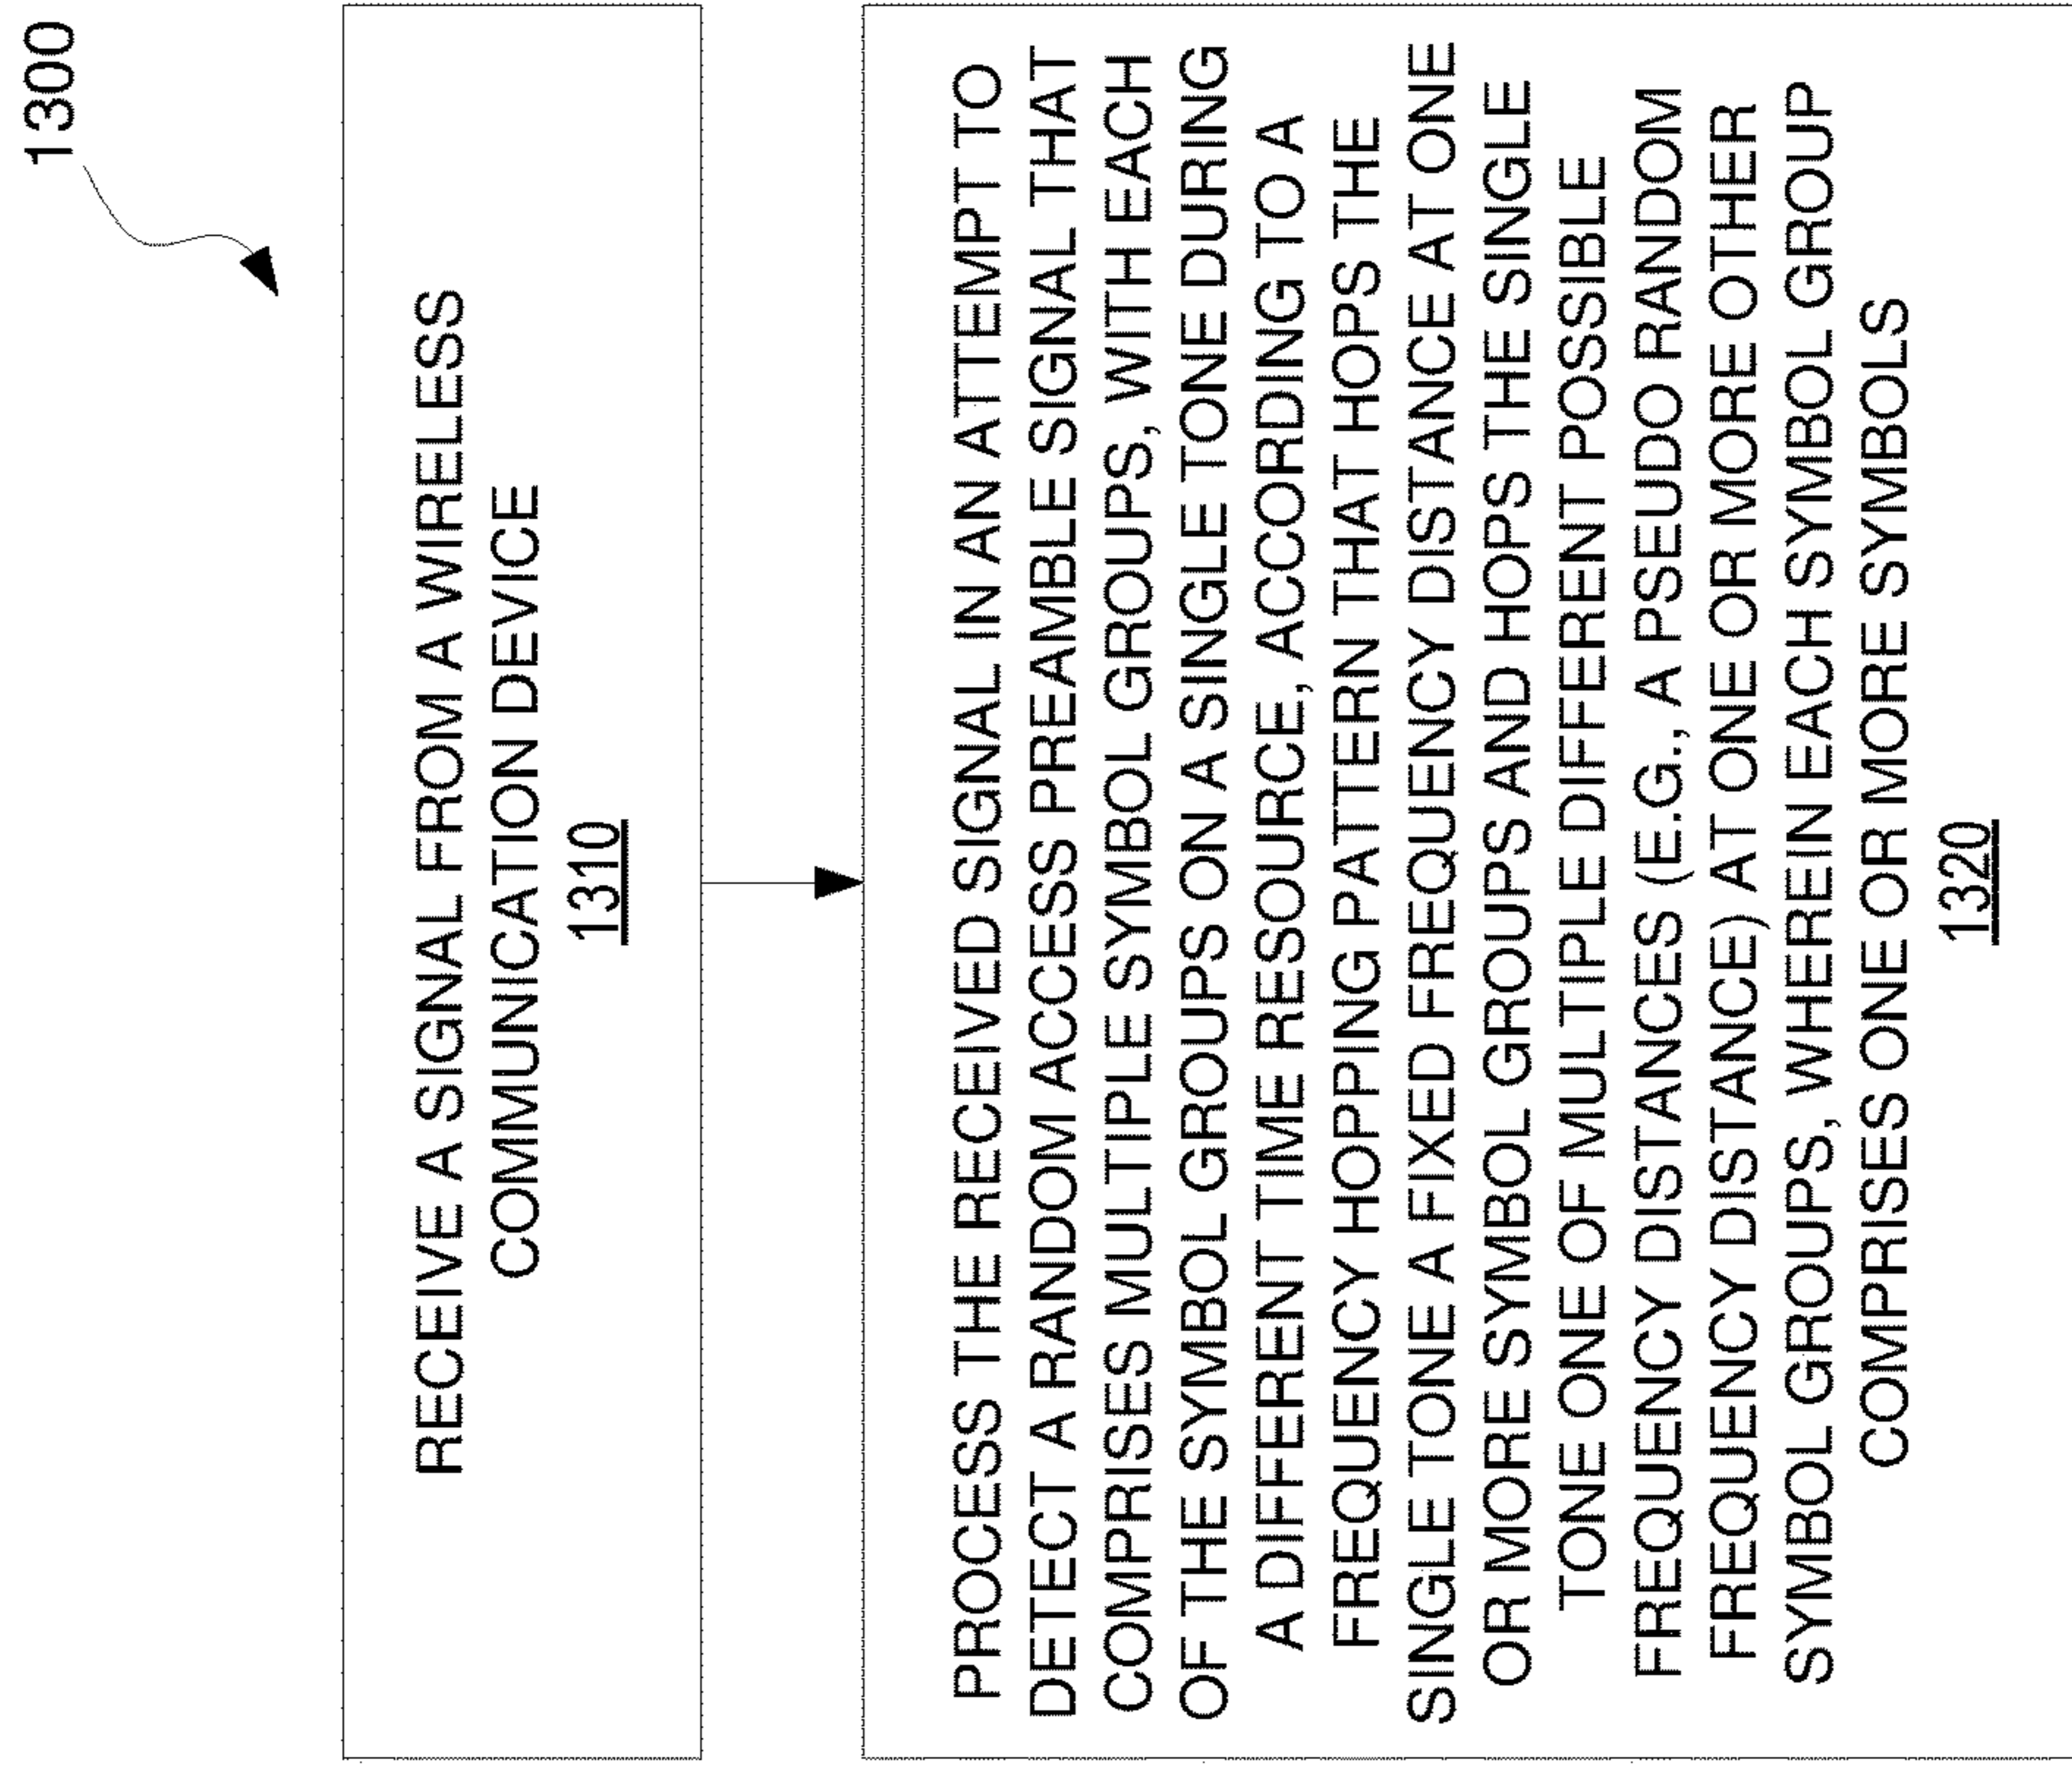 1300
RECEIVE A SIGNAL FROM A WIRELESS
COMMUNICATION DEVICE
1310
PROCESS THE RECEIVED SIGNAL IN AN ATTEMPT TO
DETECT A RANDOM ACCESS PREAMBLE SIGNAL THAT
COMPRISES MULTIPLE SYMBOL GROUPS, WITH EACH
OF THE SYMBOL GROUPS ON A SINGLE TONE DURING
A DIFFERENT TIME RESOURCE, ACCORDING TO A
FREQUENCY HOPPING PATTERN THAT HOPS THE
SINGLE TONE A FIXED FREQUENCY DISTANCE AT ONE
OR MORE SYMBOL GROUPS AND HOPS THE SINGLE
TONE ONE OF MULTIPLE DIFFERENT POSSIBLE
FREQUENCY DISTANCES (E.G., A PSEUDO RANDOM
FREQUENCY DISTANCE) AT ONE OR MORE OTHER
SYMBOL GROUPS, WHEREIN EACH SYMBOL GROUP
COMPRISES ONE OR MORE SYMBOLS
1320